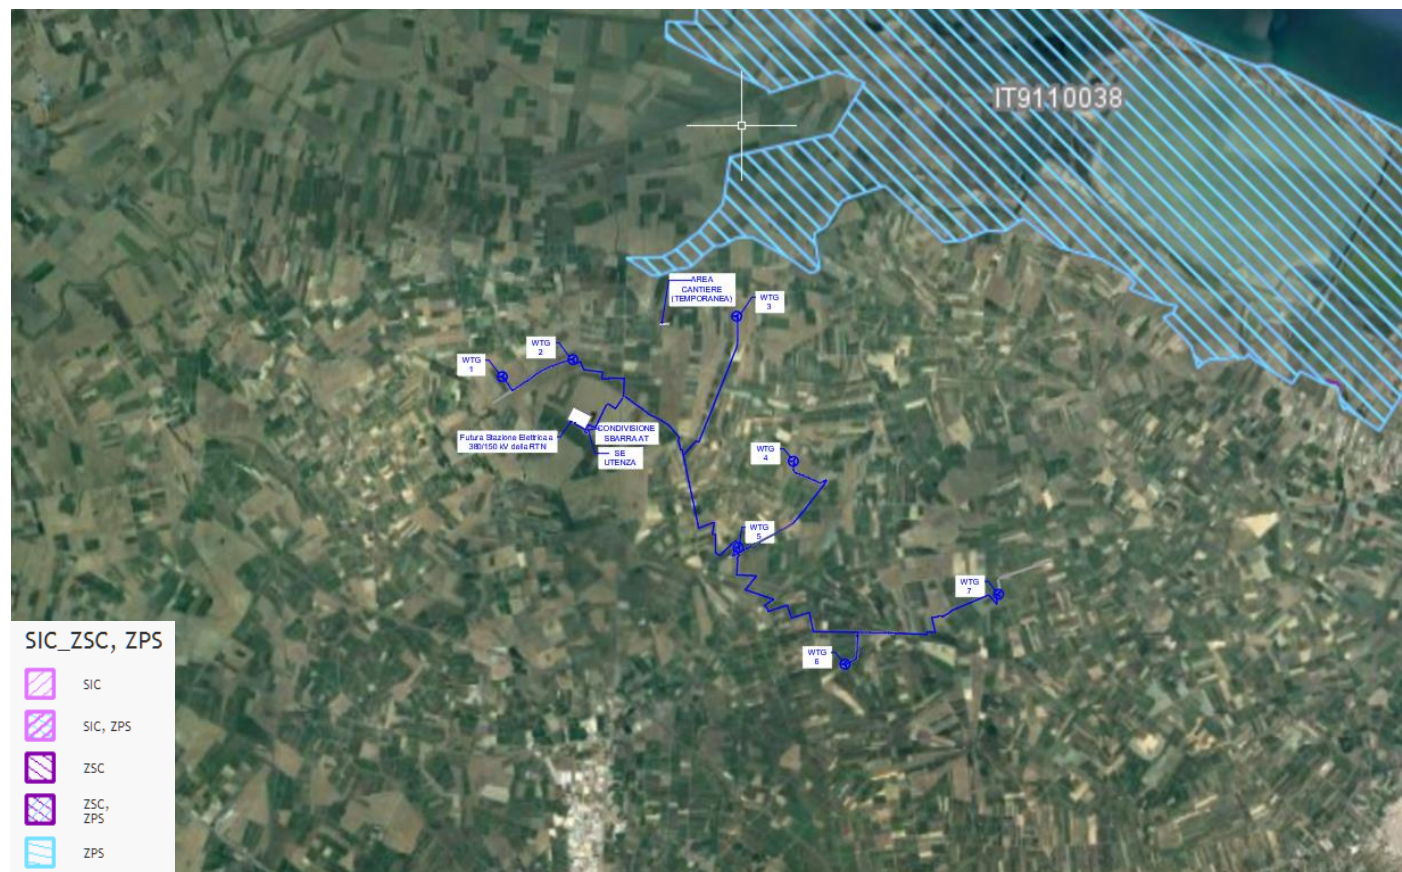 IT9110038
AREA
CANTIERE
(TEMPORANEA)
WTG
3
WTG
2
WTG
1
CONDIVISIONE
SBARRA AT
Futura Stazione Elettrica a
380/150 kV della RTN
SE
UTENZA
WTG
4
WTG
5
WTG
7
WTG
6
SIC_ZSC, ZPS
SIC
SIC, ZPS
ZSC
ZSC,
ZPS
ZPS